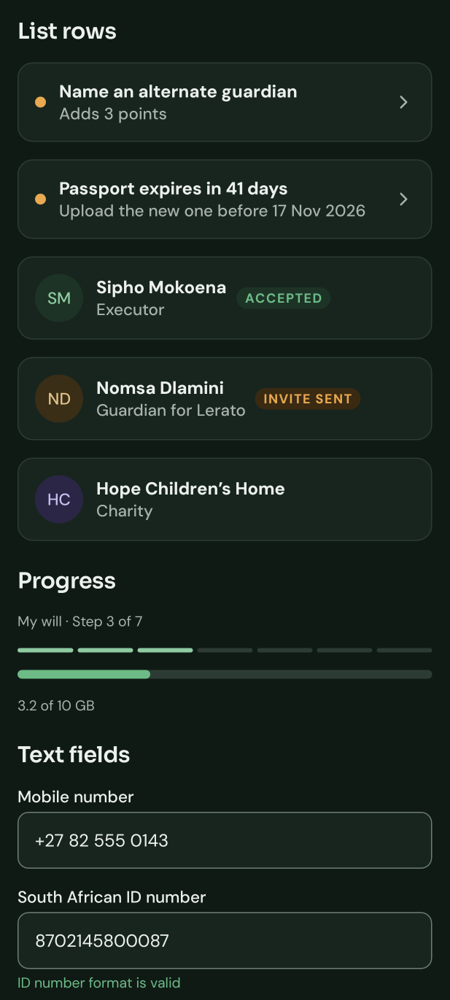 List rows
Name an alternate guardian
Adds 3 points
Passport expires in 41 days
Upload the new one before 17 Nov 2026
SM
Sipho Mokoena
Executor
ACCEPTED
ND
Nomsa Dlamini
Guardian for Lerato
INVITE SENT
HC
Hope Children’s Home
Charity
Progress
My will · Step 3 of 7
3.2 of 10 GB
Text fields
Mobile number
+27 82 555 0143
South African ID number
8702145800087
ID number format is valid